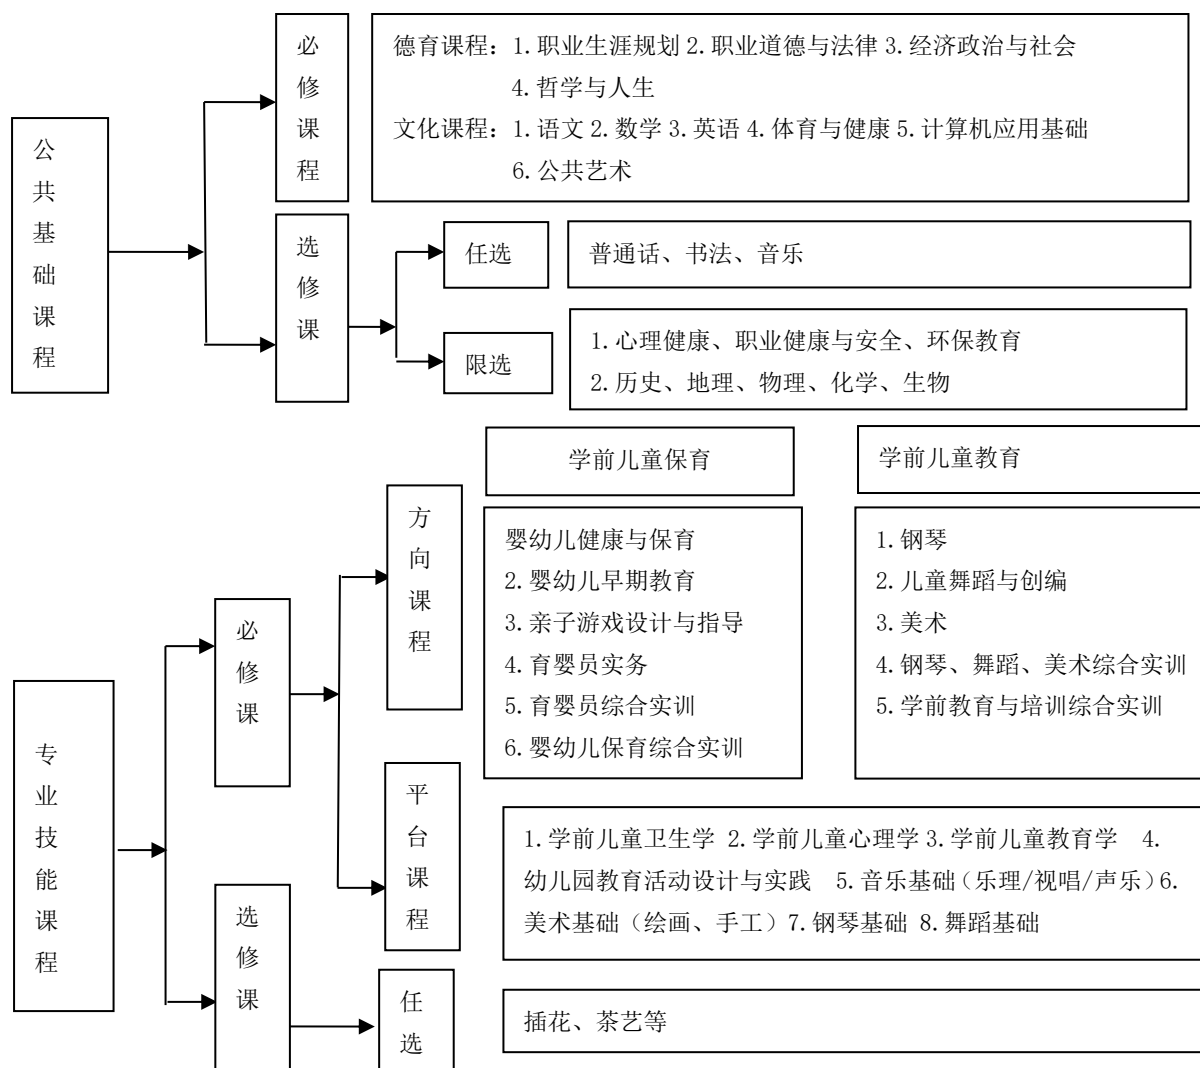 公共基础课程
必修课程
德育课程：1.职业生涯规划 2.职业道德与法律 3.经济政治与社会
4.哲学与人生
文化课程：1.语文 2.数学 3.英语 4.体育与健康 5.计算机应用基础
6.公共艺术
选修课
任选
普通话、书法、音乐
限选
1.心理健康、职业健康与安全、环保教育
2.历史、地理、物理、化学、生物
专业技能课程
必修课
方向课程
学前儿童保育
婴幼儿健康与保育
2.婴幼儿早期教育
3.亲子游戏设计与指导
4.育婴员实务
5.育婴员综合实训
6.婴幼儿保育综合实训
学前儿童教育
1.钢琴
2.儿童舞蹈与创编
3.美术
4.钢琴、舞蹈、美术综合实训
5.学前教育与培训综合实训
平台课程
1.学前儿童卫生学 2.学前儿童心理学 3.学前儿童教育学 4.
幼儿园教育活动设计与实践 5.音乐基础（乐理/视唱/声乐）6.
美术基础（绘画、手工）7.钢琴基础 8.舞蹈基础
选修课
任选
插花、茶艺等